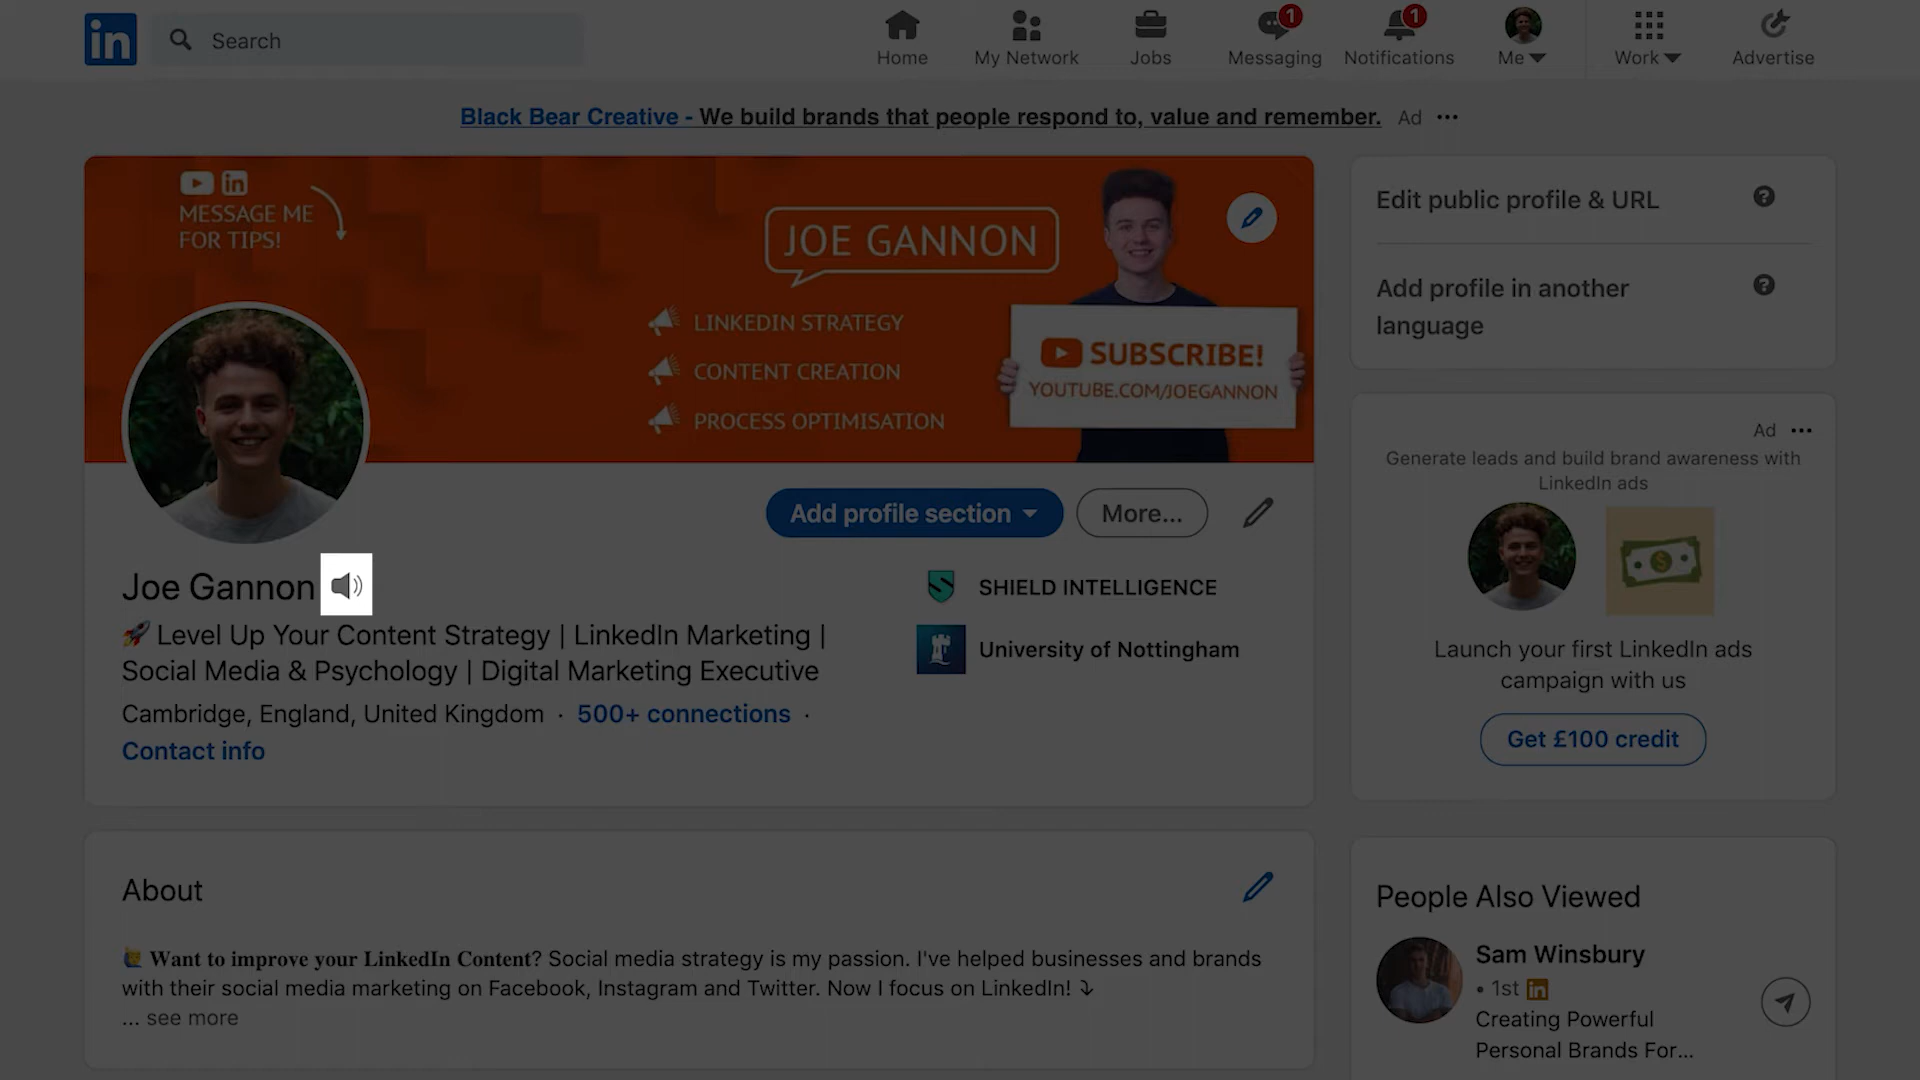 in
Search
Home
My Network
Jobs
1
Messaging
1
Notifications
Me
Work
Advertise
Black Bear Creative - We build brands that people respond to, value and remember. Ad
in
MESSAGE ME
FOR TIPS!
JOE GANNON
LINKEDIN STRATEGY
CONTENT CREATION
PROCESS OPTIMISATION
SUBSCRIBE!
YOUTUBE.COM/JOEGANNON
Add profile section
More...
Joe Gannon
🚀 Level Up Your Content Strategy | LinkedIn Marketing |
Social Media & Psychology | Digital Marketing Executive
Cambridge, England, United Kingdom · 500+ connections ·
Contact info
SHIELD INTELLIGENCE
University of Nottingham
About
🙋 𝐖𝐚𝐧𝐭 𝐭𝐨 𝐢𝐦𝐩𝐫𝐨𝐯𝐞 𝐲𝐨𝐮𝐫 𝐋𝐢𝐧𝐤𝐞𝐝𝐈𝐧 𝐂𝐨𝐧𝐭𝐞𝐧𝐭? Social media strategy is my passion. I've helped businesses and brands
with their social media marketing on Facebook, Instagram and Twitter. Now I focus on LinkedIn! ⤵
... see more
Edit public profile & URL
Add profile in another
language
Ad
Generate leads and build brand awareness with
LinkedIn ads
Launch your first LinkedIn ads
campaign with us
Get £100 credit
People Also Viewed
Sam Winsbury
• 1st in
Creating Powerful
Personal Brands For...